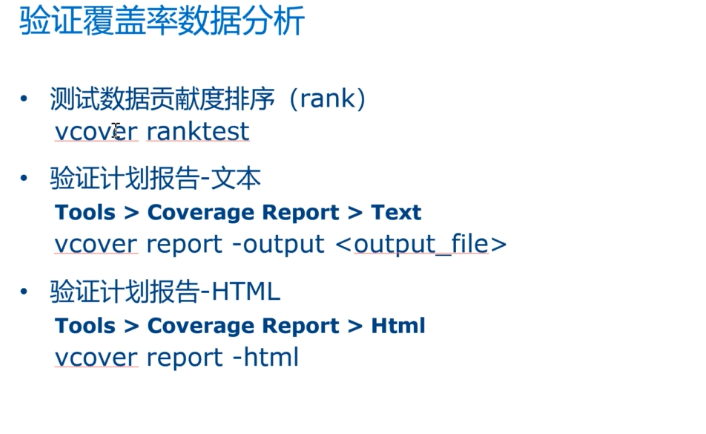 验证覆盖率数据分析
• 测试数据贡献度排序（rank）
vcover ranktest
• 验证计划报告-文本
Tools > Coverage Report > Text
vcover report -output <output_file>
• 验证计划报告-HTML
Tools > Coverage Report > Html
vcover report -html